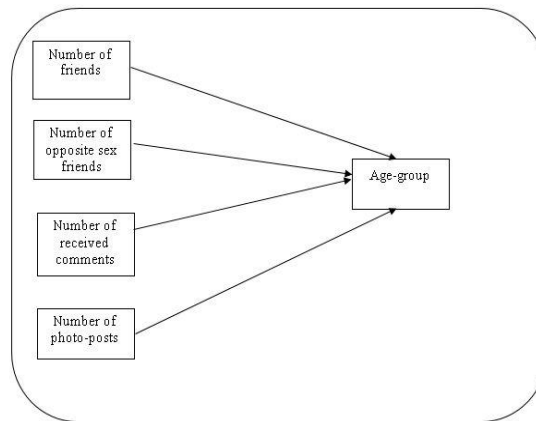 Number of
friends
Number of
opposite sex
friends
Age-group
Number of
received
comments
Number of
photo-posts